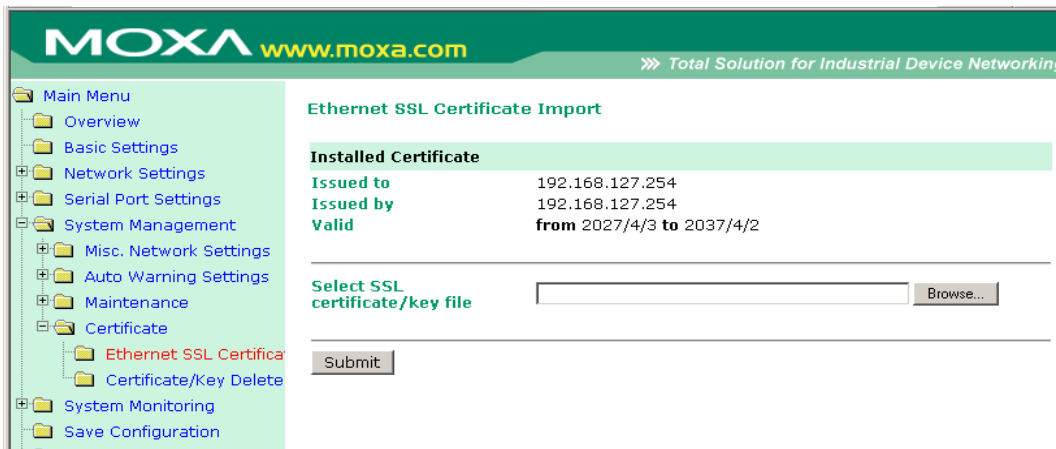 MOXA www.moxa.com
Total Solution for Industrial Device Networking
Main Menu
Overview
Basic Settings
Network Settings
Serial Port Settings
System Management
Misc. Network Settings
Auto Warning Settings
Maintenance
Certificate
Ethernet SSL Certificat
Certificate/Key Delete
System Monitoring
Save Configuration
Ethernet SSL Certificate Import
Installed Certificate
Issued to 192.168.127.254
Issued by 192.168.127.254
Valid from 2027/4/3 to 2037/4/2
Select SSL
certificate/key file Browse...
Submit